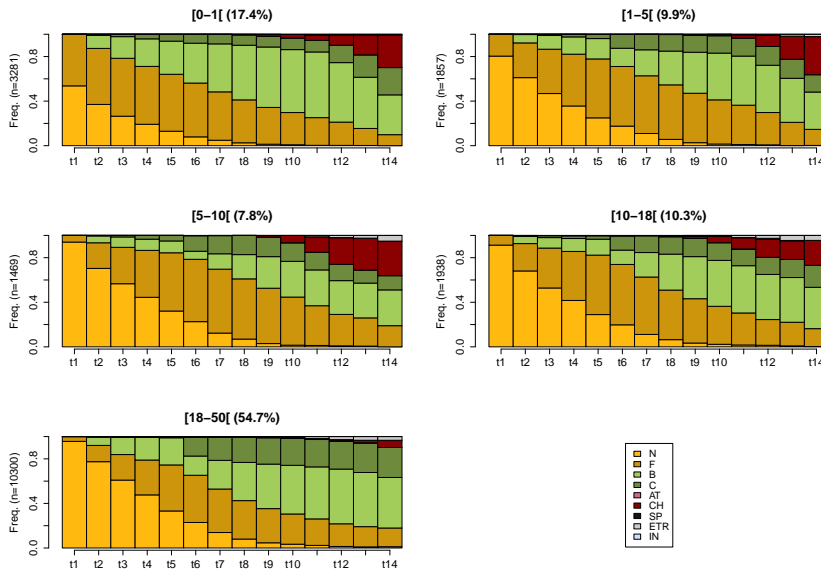 [0−1[ (17.4%)
Freq. (n=3281)
0.0 0.4 0.8
t1 t2 t3 t4 t5 t6 t7 t8 t9 t10 t12 t14
[1−5[ (9.9%)
Freq. (n=1857)
0.0 0.4 0.8
t1 t2 t3 t4 t5 t6 t7 t8 t9 t10 t12 t14
[5−10[ (7.8%)
Freq. (n=1469)
0.0 0.4 0.8
t1 t2 t3 t4 t5 t6 t7 t8 t9 t10 t12 t14
[10−18[ (10.3%)
Freq. (n=1938)
0.0 0.4 0.8
t1 t2 t3 t4 t5 t6 t7 t8 t9 t10 t12 t14
[18−50[ (54.7%)
Freq. (n=10300)
0.0 0.4 0.8
t1 t2 t3 t4 t5 t6 t7 t8 t9 t10 t12 t14
N
F
B
C
AT
CH
SP
ETR
IN